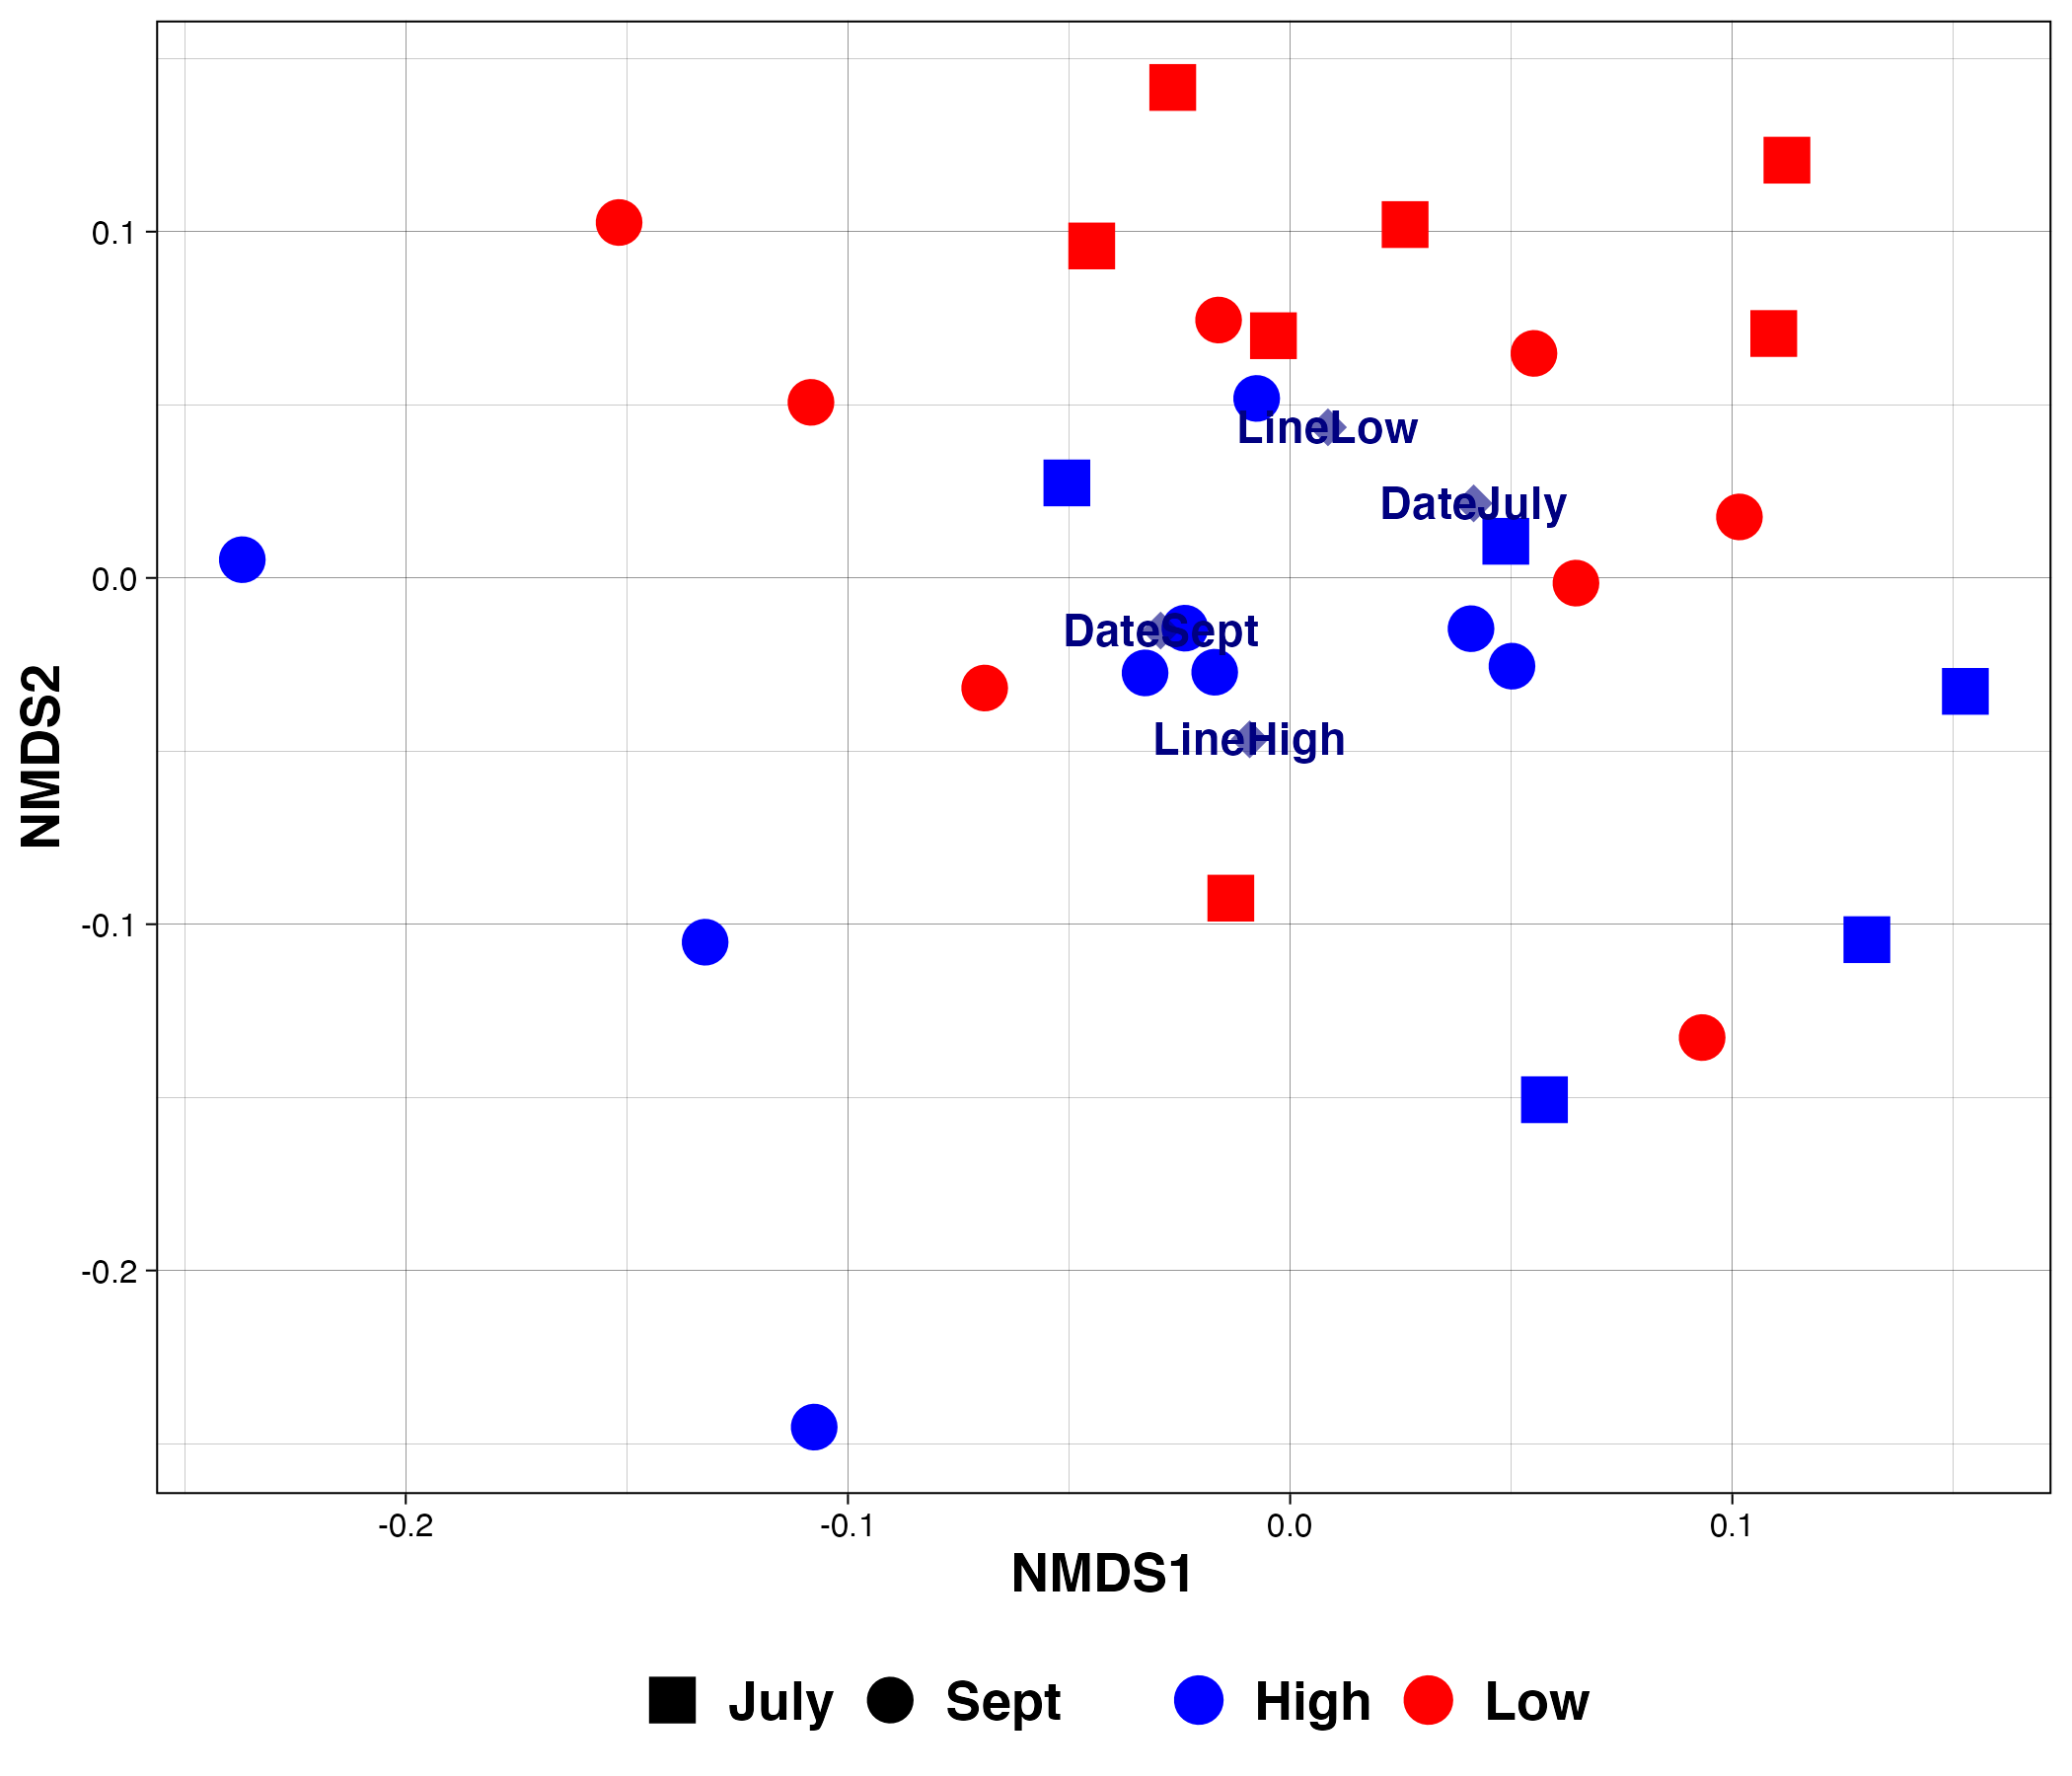 0.1
0.0
-0.1
-0.2
NMDS2
LineLow
DateJuly
DateSept
LineHigh
-0.2 -0.1 0.0 0.1
NMDS1
July Sept High Low